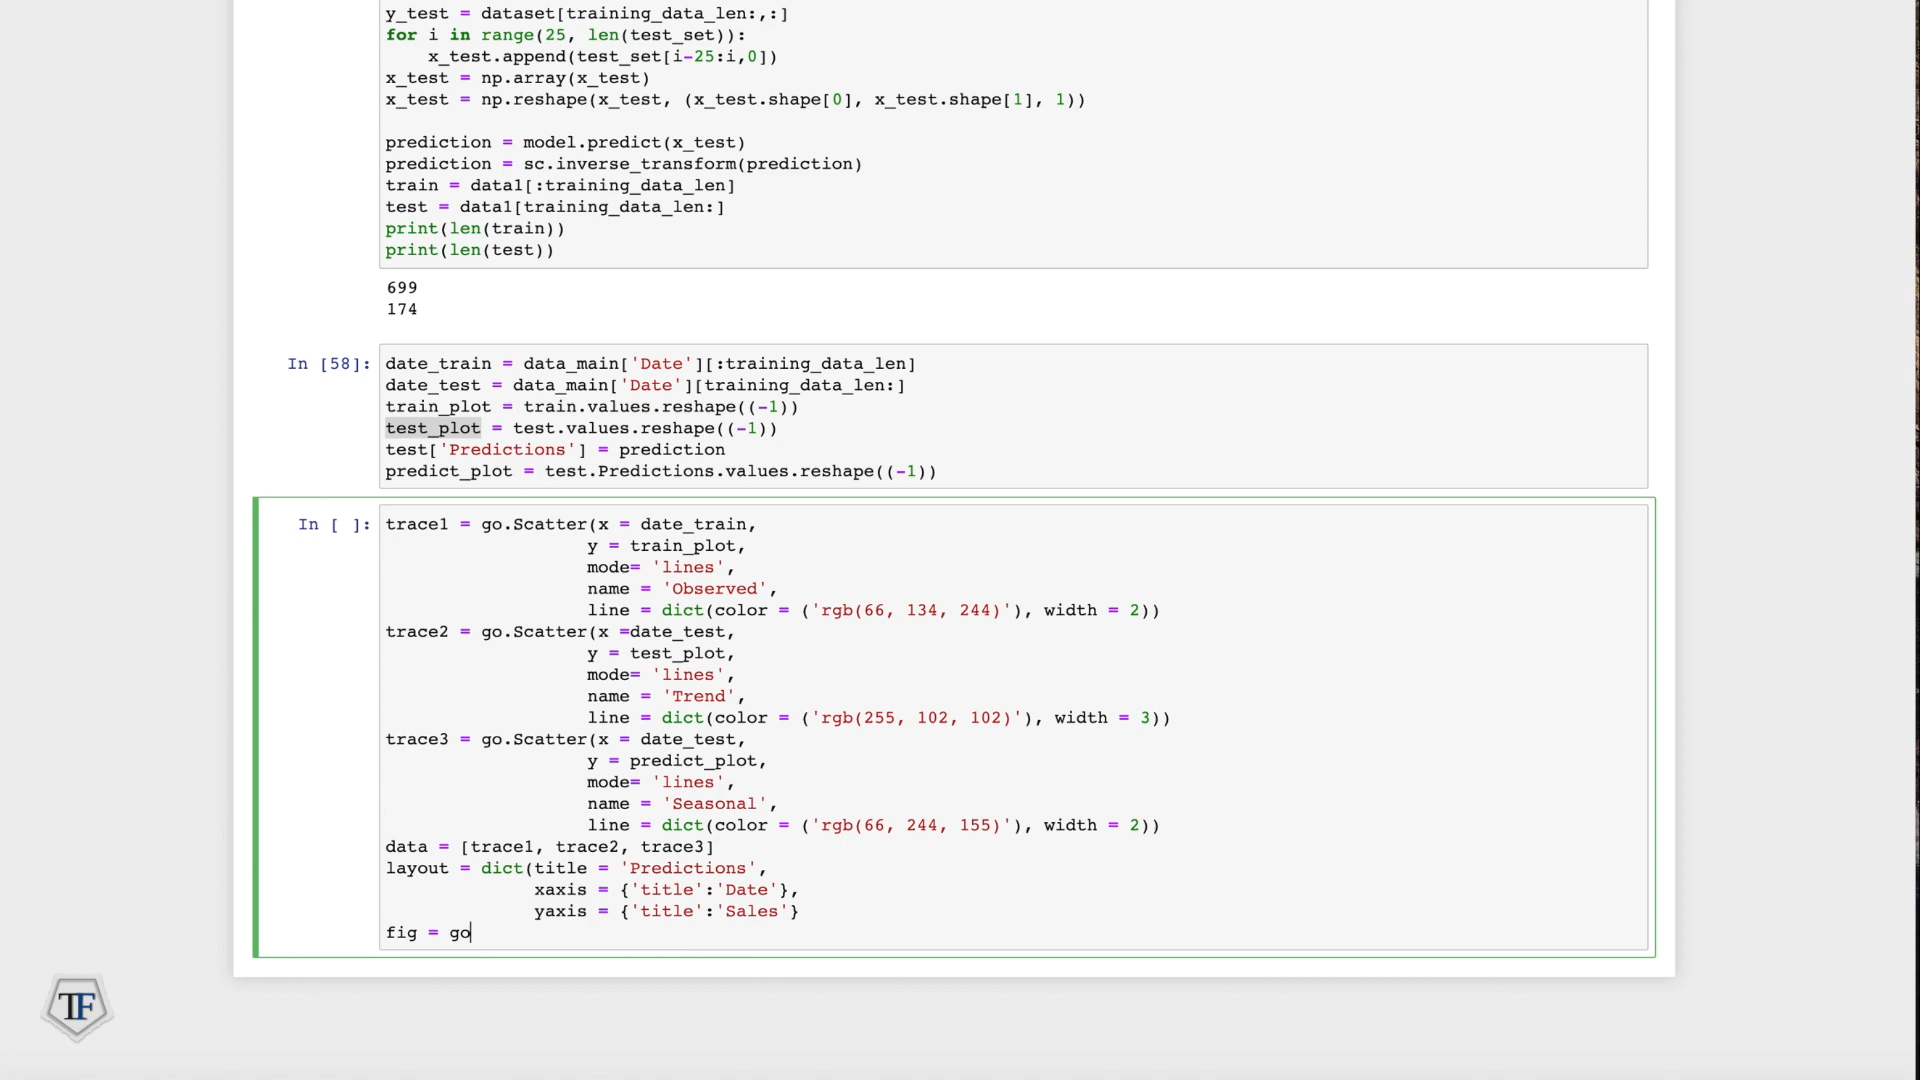 y_test = dataset[training_data_len:,:]
for i in range(25, len(test_set)):
    x_test.append(test_set[i-25:i,0])
x_test = np.array(x_test)
x_test = np.reshape(x_test, (x_test.shape[0], x_test.shape[1], 1))

prediction = model.predict(x_test)
prediction = sc.inverse_transform(prediction)
train = data1[:training_data_len]
test = data1[training_data_len:]
print(len(train))
print(len(test))
699
174
In [58]: date_train = data_main['Date'][:training_data_len]
date_test = data_main['Date'][training_data_len:]
train_plot = train.values.reshape((-1))
test_plot = test.values.reshape((-1))
test['Predictions'] = prediction
predict_plot = test.Predictions.values.reshape((-1))
In [ ]: trace1 = go.Scatter(x = date_train,
                   y = train_plot,
                   mode= 'lines',
                   name = 'Observed',
                   line = dict(color = ('rgb(66, 134, 244)'), width = 2))
trace2 = go.Scatter(x =date_test,
                   y = test_plot,
                   mode= 'lines',
                   name = 'Trend',
                   line = dict(color = ('rgb(255, 102, 102)'), width = 3))
trace3 = go.Scatter(x = date_test,
                   y = predict_plot,
                   mode= 'lines',
                   name = 'Seasonal',
                   line = dict(color = ('rgb(66, 244, 155)'), width = 2))
data = [trace1, trace2, trace3]
layout = dict(title = 'Predictions',
              xaxis = {'title':'Date'},
              yaxis = {'title':'Sales'}
fig = go
TF